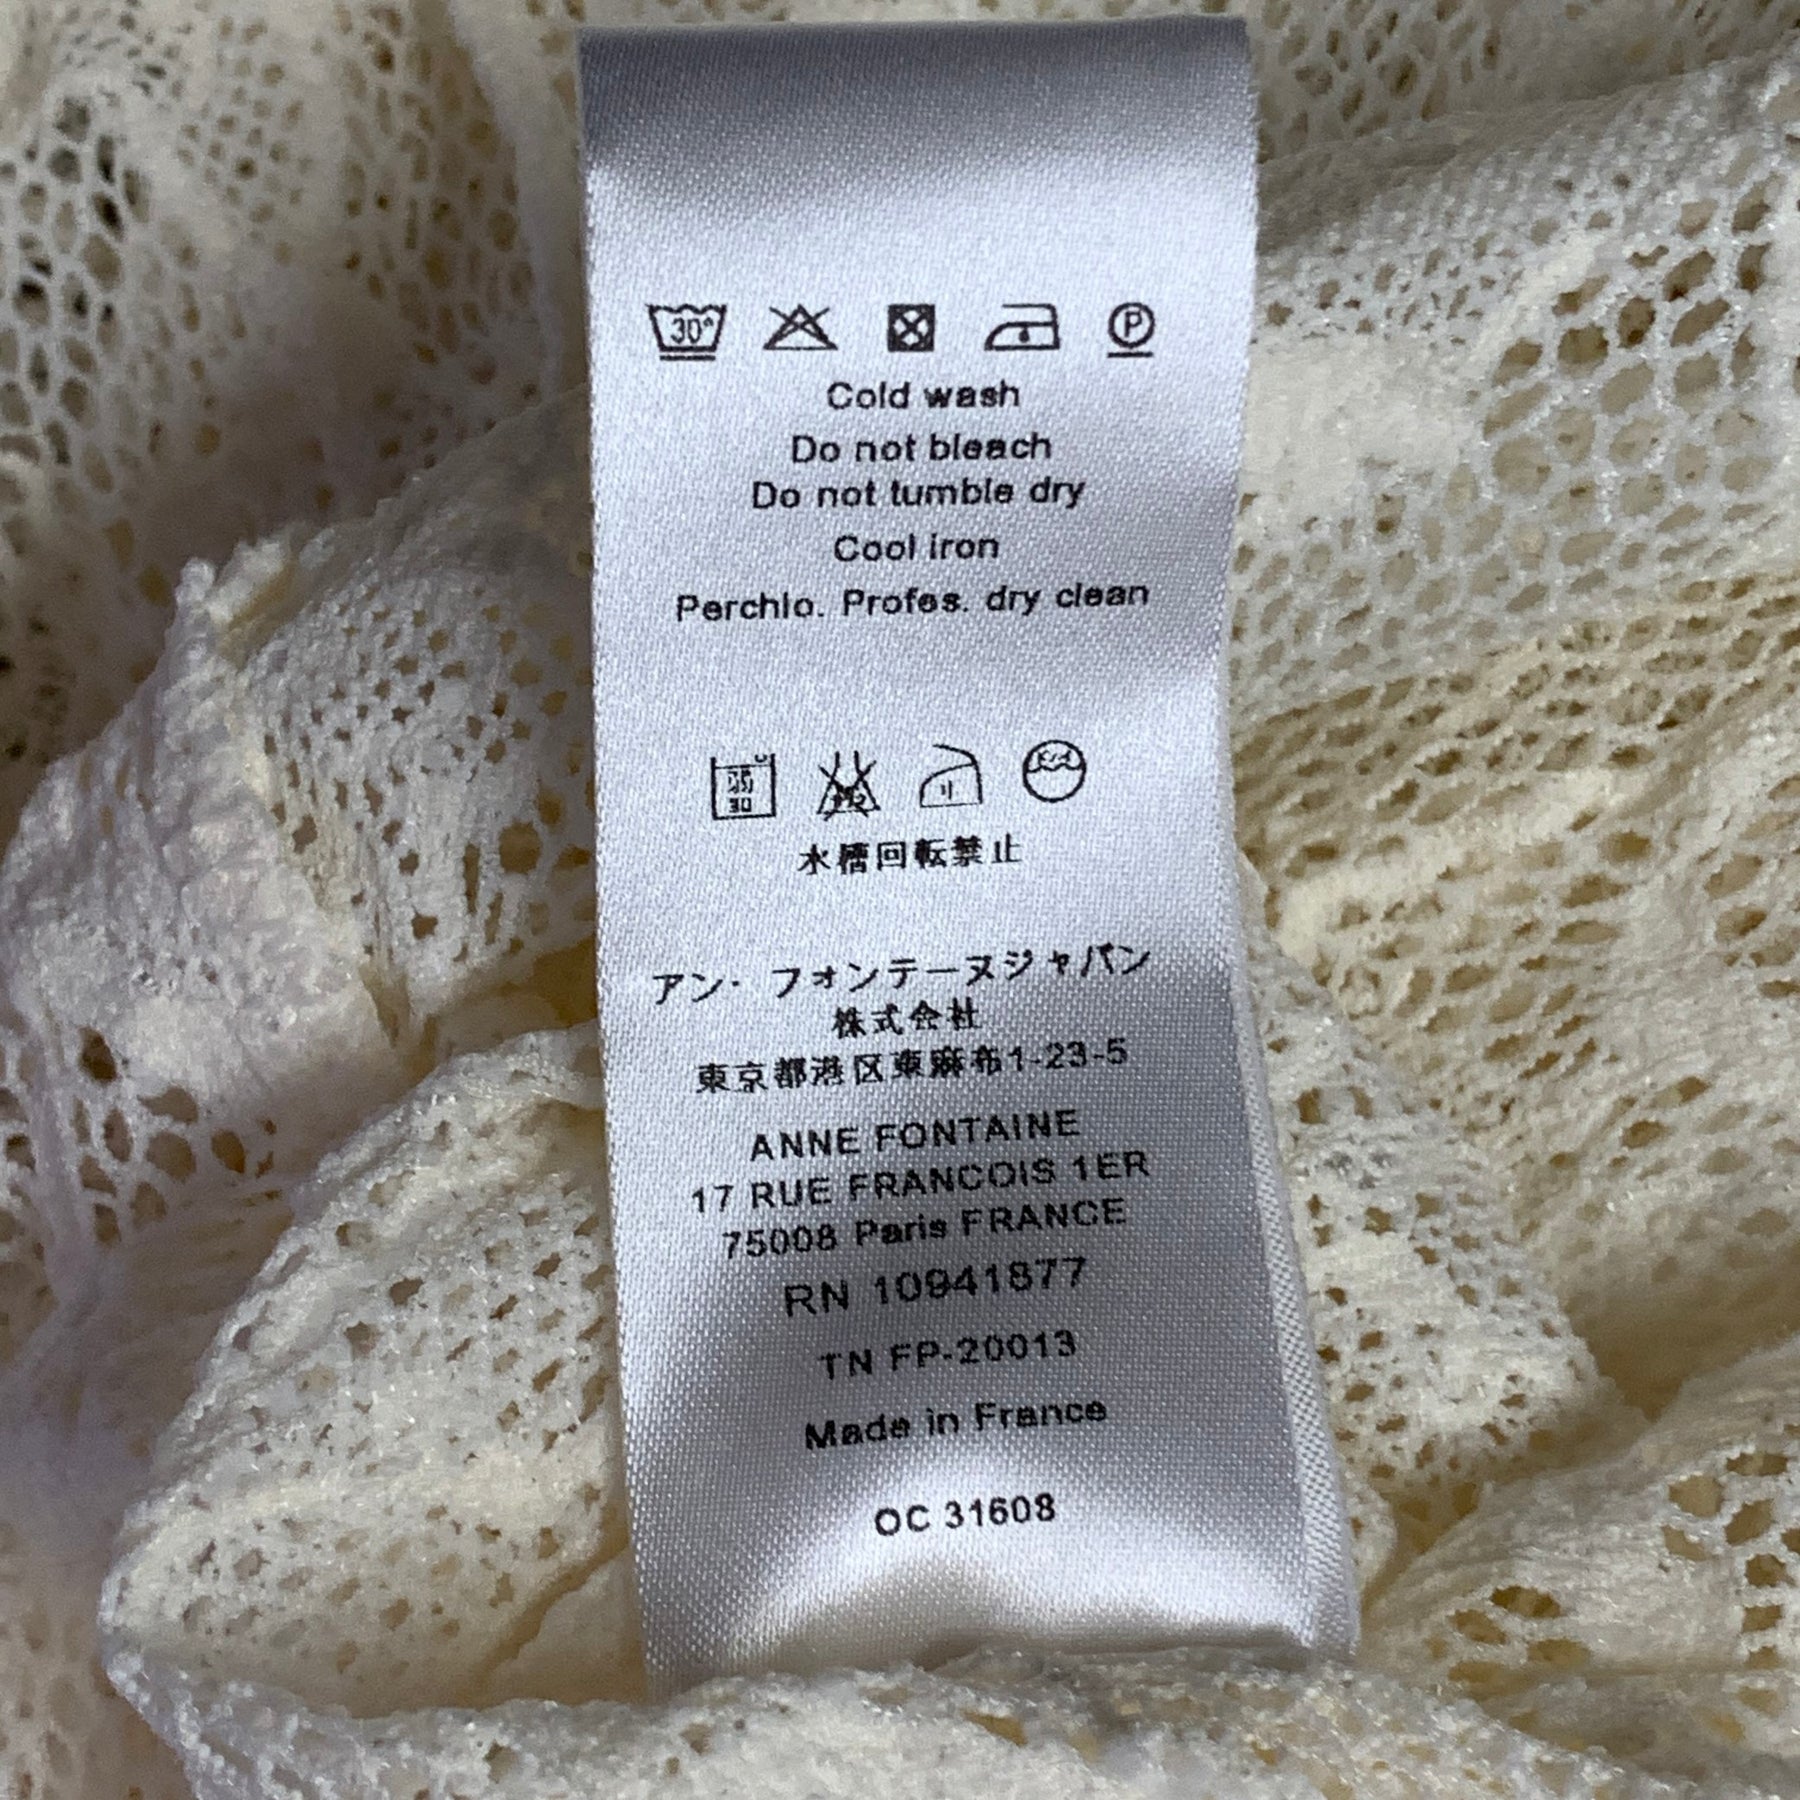 30°
P
Cold wash
Do not bleach
Do not tumble dry
Cool iron
Perchlo. Profes. dry clean
30
水槽回転禁止
アン・フォンテーヌジャパン
株式会社
東京都港区東麻布1-23-5
ANNE FONTAINE
17 RUE FRANCOIS 1ER
75008 Paris FRANCE
RN 10941877
TN FP-20013
Made in France
OC 31608